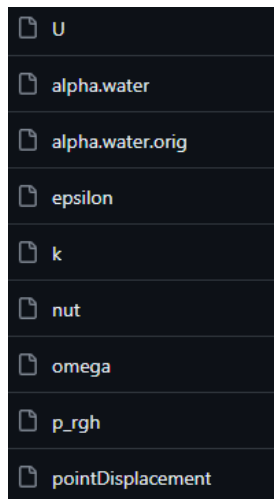 U
alpha.water
alpha.water.orig
epsilon
k
nut
omega
p_rgh
pointDisplacement